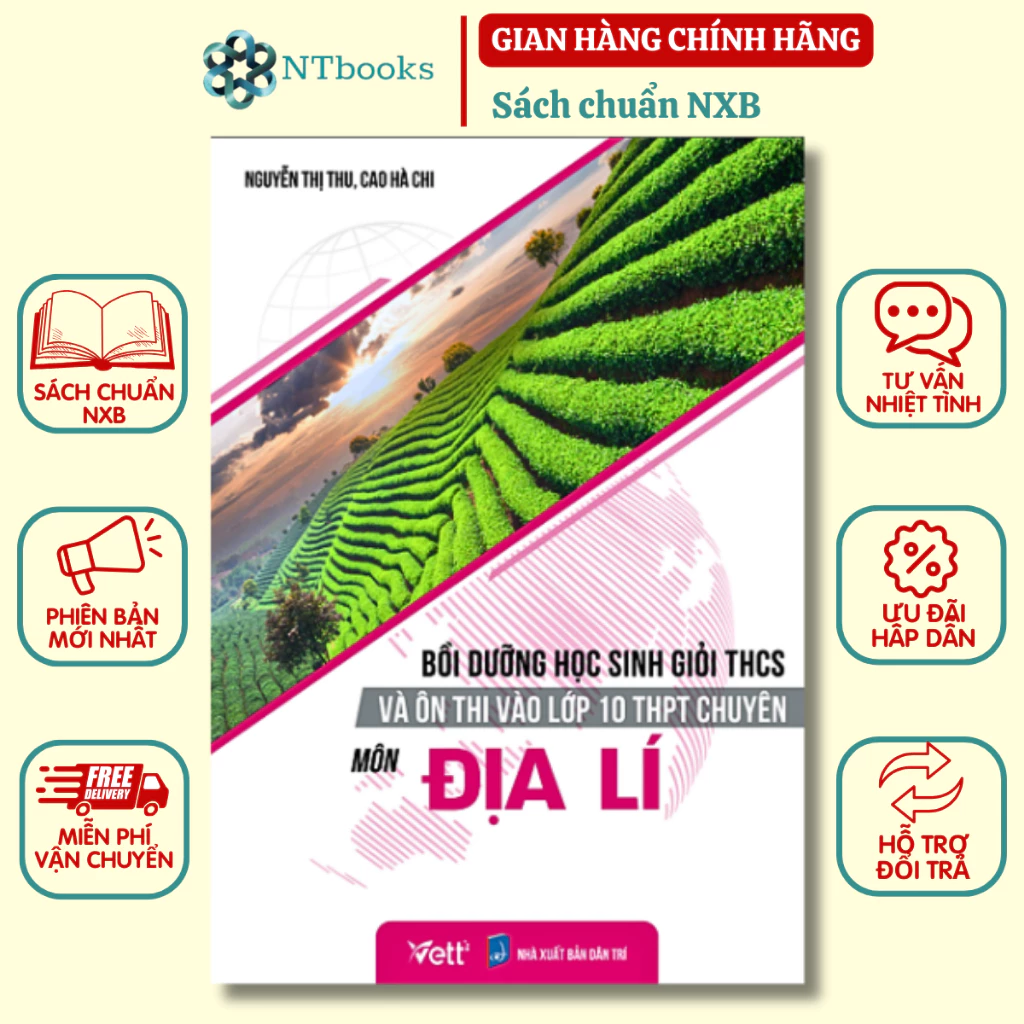 NTbooks
GIAN HÀNG CHÍNH HÃNG
Sách chuẩn NXB
NGUYỄN THỊ THU, CAO HÀ CHI
SÁCH CHUẨN
NXB
PHIÊN BẢN
MỚI NHẤT
FREE
DELIVERY
MIỄN PHÍ
VẬN CHUYỂN
BỒI DƯỠNG HỌC SINH GIỎI THCS
VÀ ÔN THI VÀO LỚP 10 THPT CHUYÊN
MÔN
ĐỊA LÍ
Vett²
NHÀ XUẤT BẢN DÂN TRÍ
TƯ VẤN
NHIỆT TÌNH
%
ƯU ĐÃI
HẤP DẪN
HỖ TRỢ
ĐỔI TRẢ